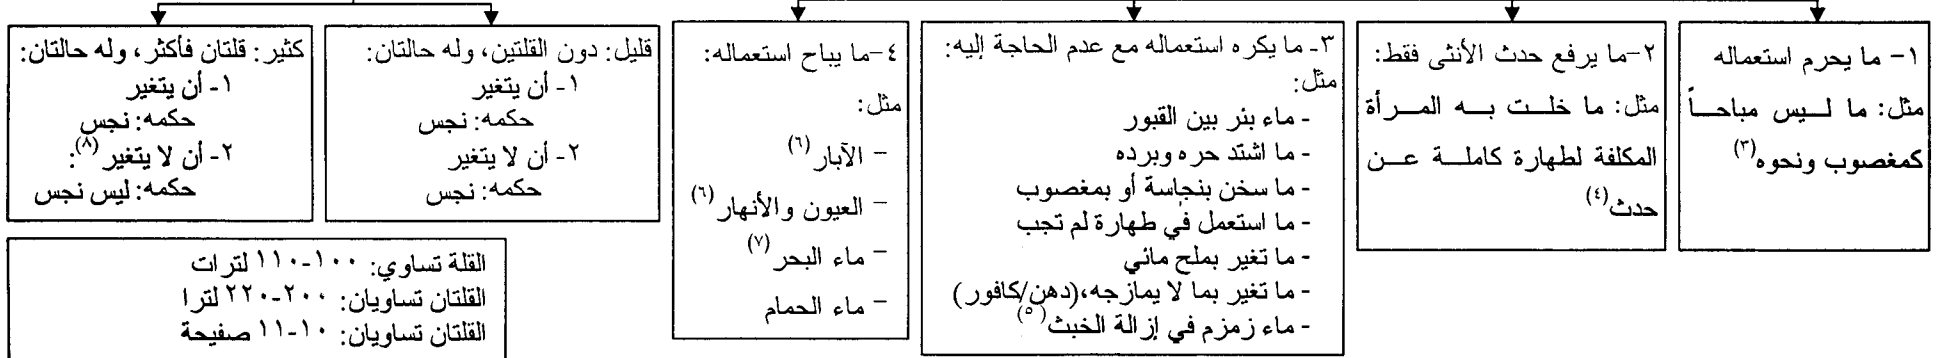 ١- ما يحرم استعماله
مثل: ما ليس مباحاً
كمغصوب ونحوه(٣)
٢- ما يرفع حدث الأنثى فقط:
مثل: ما خلت به المرأة
المكلفة لطهارة كاملة عن
حدث(٤)
٣- ما يكره استعماله مع عدم الحاجة إليه:
مثل:
- ماء بئر بين القبور
- ما اشتد حره وبرده
- ما سخن بنجاسة أو بمغصوب
- ما استعمل في طهارة لم تجب
- ما تغير بملح مائي
- ما تغير بما لا يمازجه، (دهن/كافور)
- ماء زمزم في إزالة الخبث(٥)
٤- ما يباح استعماله:
مثل:
- الآبار(٦)
- العيون والأنهار(٦)
- ماء البحر(٧)
- ماء الحمام
قليل: دون القلتين، وله حالتان:
١- أن يتغير
حكمه: نجس
٢- أن لا يتغير
حكمه: نجس
كثير: قلتان فأكثر، وله حالتان:
١- أن يتغير
حكمه: نجس
٢- أن لا يتغير(٨):
حكمه: ليس نجس
القلة تساوي: ١٠٠-١١٠ لترات
القلتان تساويان: ٢٠٠-٢٢٠ لترا
القلتان تساويان: ١٠-١١ صفيحة